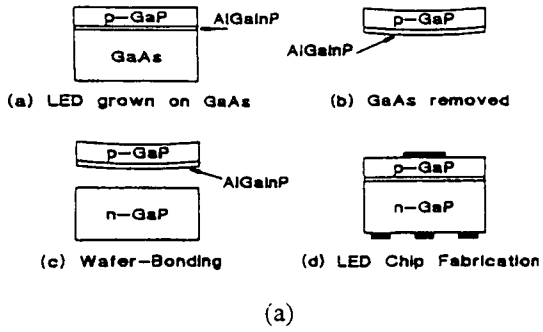 p-GaP
AlGaInP
GaAs
(a) LED grown on GaAs
p-GaP
AlGaInP
(b) GaAs removed
p-GaP
AlGaInP
n-GaP
(c) Wafer-Bonding
p-GaP
n-GaP
(d) LED Chip Fabrication
(a)